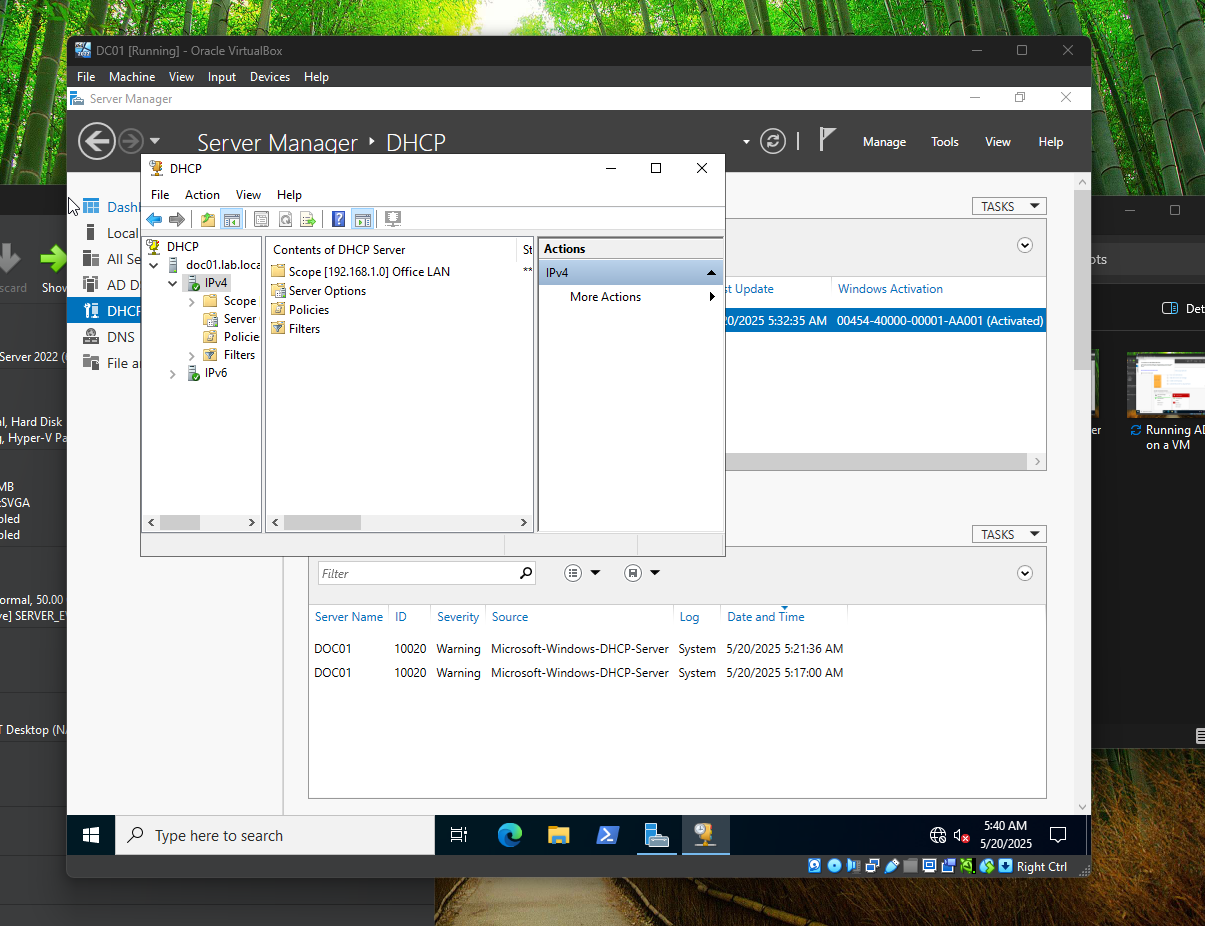 DC01 [Running] - Oracle VirtualBox
File Machine View Input Devices Help
Server Manager
Server Manager DHCP
Manage Tools View Help
DHCP
File Action View Help
Dashl
Local
All Se
AD D
DHCP
DNS
File a
DHCP
doc01.lab.loca
IPv4
Scope
Server
Policie
Filters
IPv6
Contents of DHCP Server
St
Scope [192.168.1.0] Office LAN
**
Server Options
Policies
Filters
Actions
IPv4
More Actions
TASKS
st Update Windows Activation
20/2025 5:32:35 AM 00454-40000-00001-AA001 (Activated)
TASKS
Filter
Server Name ID Severity Source Log Date and Time
DOC01 10020 Warning Microsoft-Windows-DHCP-Server System 5/20/2025 5:21:36 AM
DOC01 10020 Warning Microsoft-Windows-DHCP-Server System 5/20/2025 5:17:00 AM
Type here to search
5:40 AM
5/20/2025
Right Ctrl
scard Show
Server 2022 (
l, Hard Disk
, Hyper-V Pa
MB
SVGA
bled
bled
ormal, 50.00
ve] SERVER_E
T Desktop (NA
ots
Det
er
Running AD
on a VM